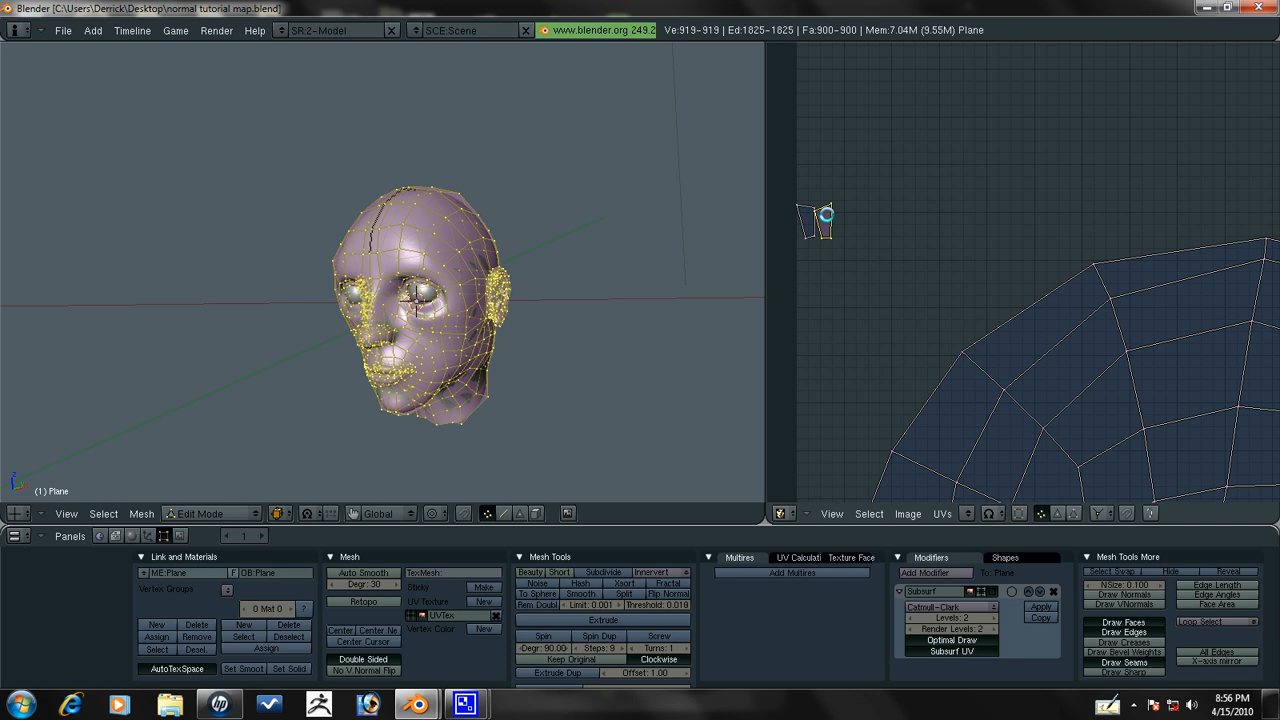 Blender [C:\Users\Derrick\Desktop\normal tutorial map.blend]
File Add Timeline Game Render Help SR:2-Model SCE:Scene www.blender.org 249.2 Ve:919-919 | Ed:1825-1825 | Fa:900-900 | Mem:7.04M (9.55M) Plane
Z
(1) Plane
View Select Mesh Edit Mode Global
View Select Image UVs
Panels 1
Link and Materials
ME:Plane F OB:Plane
Vertex Groups
0 Mat 0 ?
New Delete New Delete
Assign Remove Select Deselect
Select Desel. Assign
AutoTexSpace Set Smoot Set Solid
Mesh
Auto Smooth TexMesh:
Degr: 30 Sticky Make
Retopo UV Texture New
UVTex
Center Center Ne Vertex Color New
Center Cursor
Double Sided
No V.Normal Flip
Mesh Tools
Beauty Short Subdivide Innervert
Noise Hash Xsort Fractal
To Sphere Smooth Split Flip Normal
Rem Doubl Limit: 0.001 Threshold: 0.010
Extrude
Spin Spin Dup Screw
Degr: 90.00 Steps: 9 Turns: 1
Keep Original Clockwise
Extrude Dup Offset: 1.00
Multires UV Calculati Texture Face
Add Multires
Modifiers Shapes
Add Modifier To: Plane
Subsurf
Catmull-Clark Apply
Levels: 2 Copy
Render Levels: 2
Optimal Draw
Subsurf UV
Mesh Tools More
Select Swap Hide Reveal
NSize: 0.100 Edge Length
Draw Normals Edge Angles
Draw VNormals Face Area
Draw Faces Loop Select
Draw Edges
Draw Creases
Draw Bevel Weights All Edges
Draw Seams X-axis mirror
Draw Sharp
8:56 PM
4/15/2010